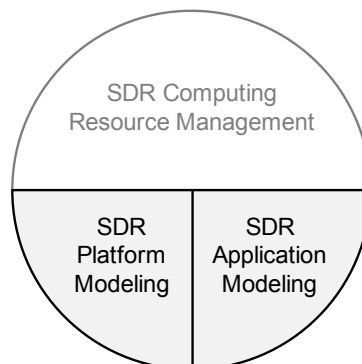 SDR Computing
Resource Management
SDR
Platform
Modeling
SDR
Application
Modeling